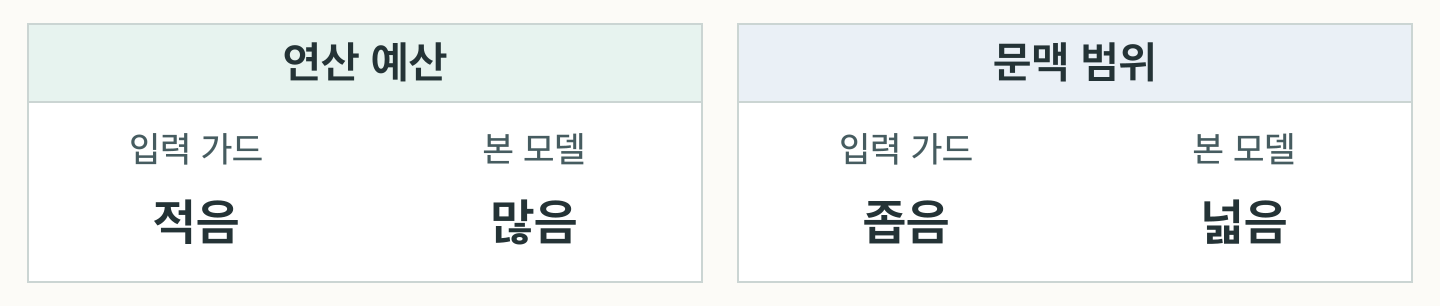 연산 예산
입력 가드 본 모델
적음 많음
문맥 범위
입력 가드 본 모델
좁음 넓음